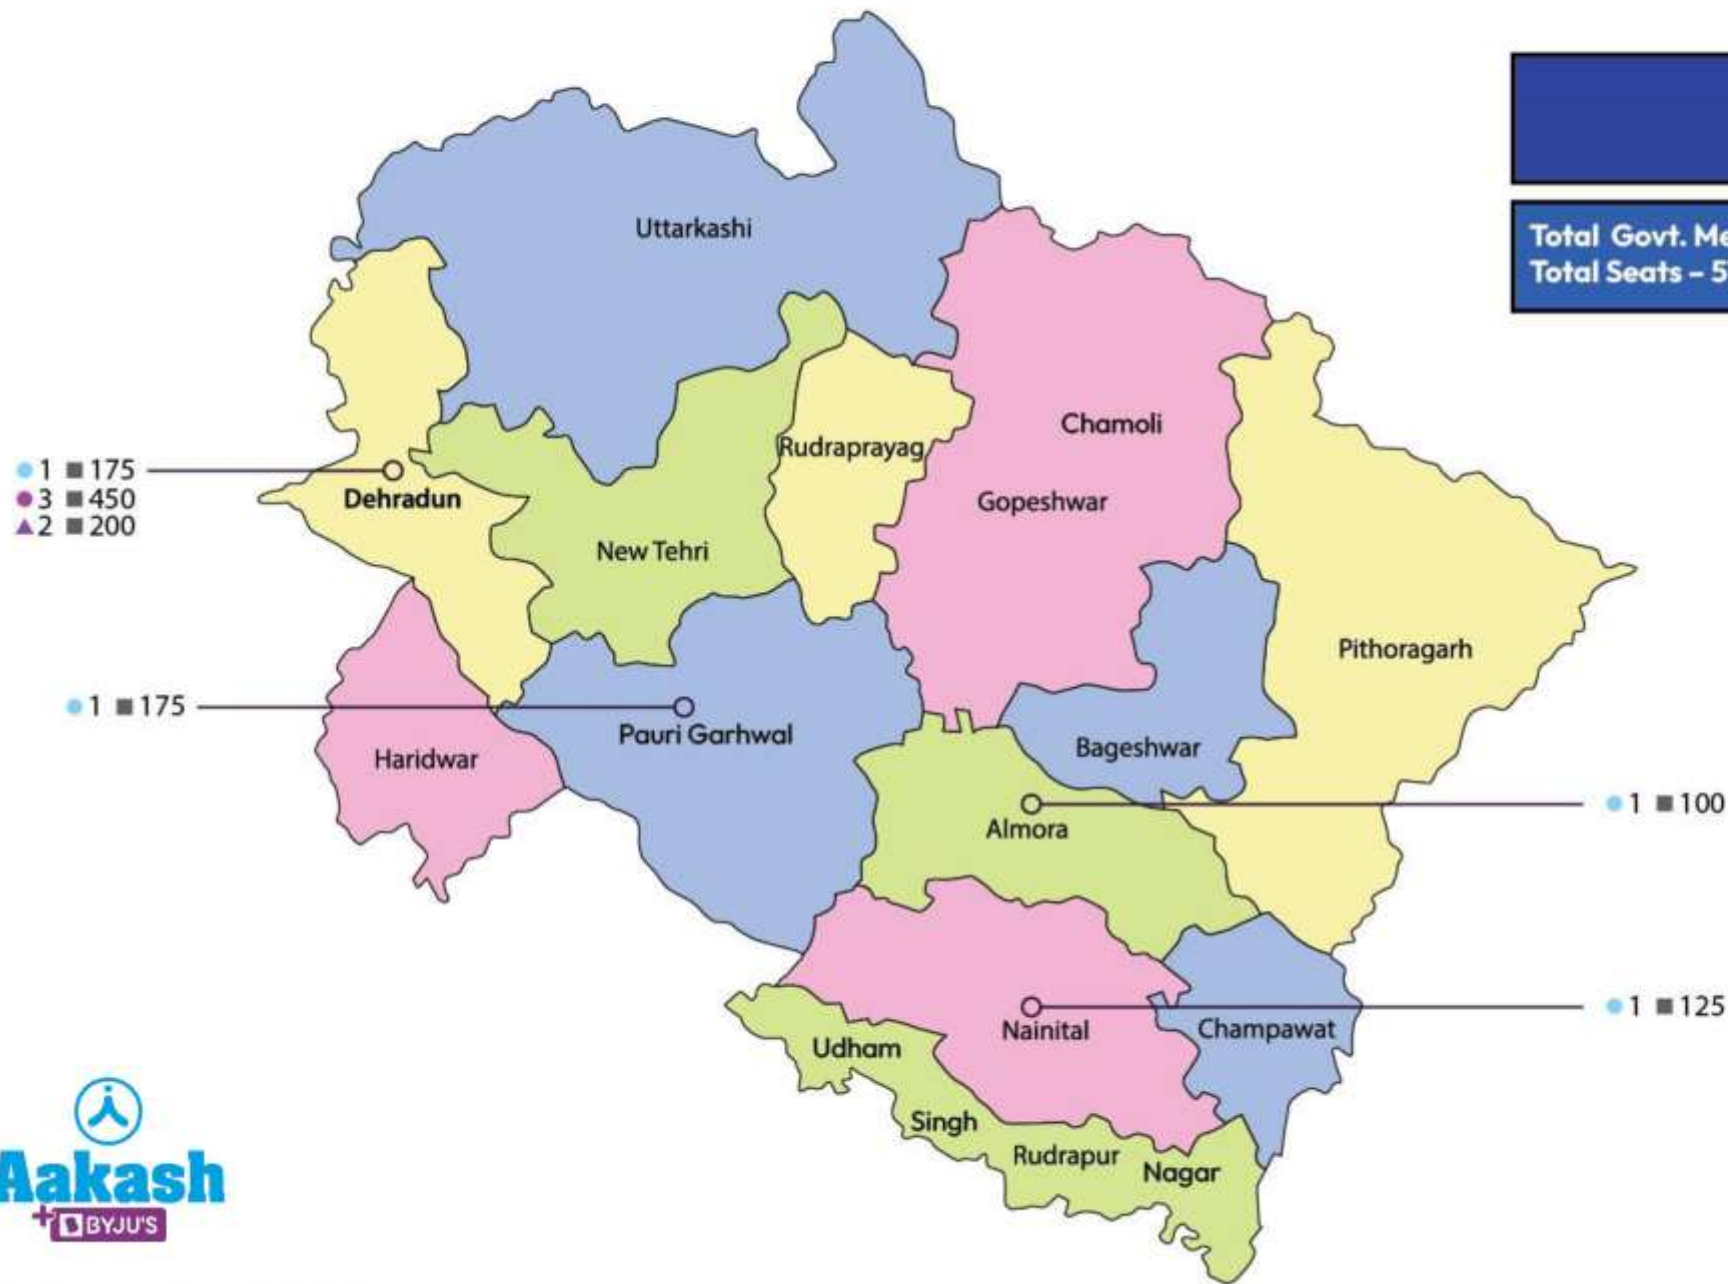 Total Govt. Me
Total Seats – 5
Uttarkashi
Chamoli
Rudraprayag
Gopeshwar
1 175
3 450
2 200
Dehradun
New Tehri
Pithoragarh
1 175
Pauri Garhwal
Haridwar
Bageshwar
1 100
Almora
1 125
Nainital
Champawat
Udham
Singh
Rudrapur
Nagar
Aakash
+ B BYJU'S